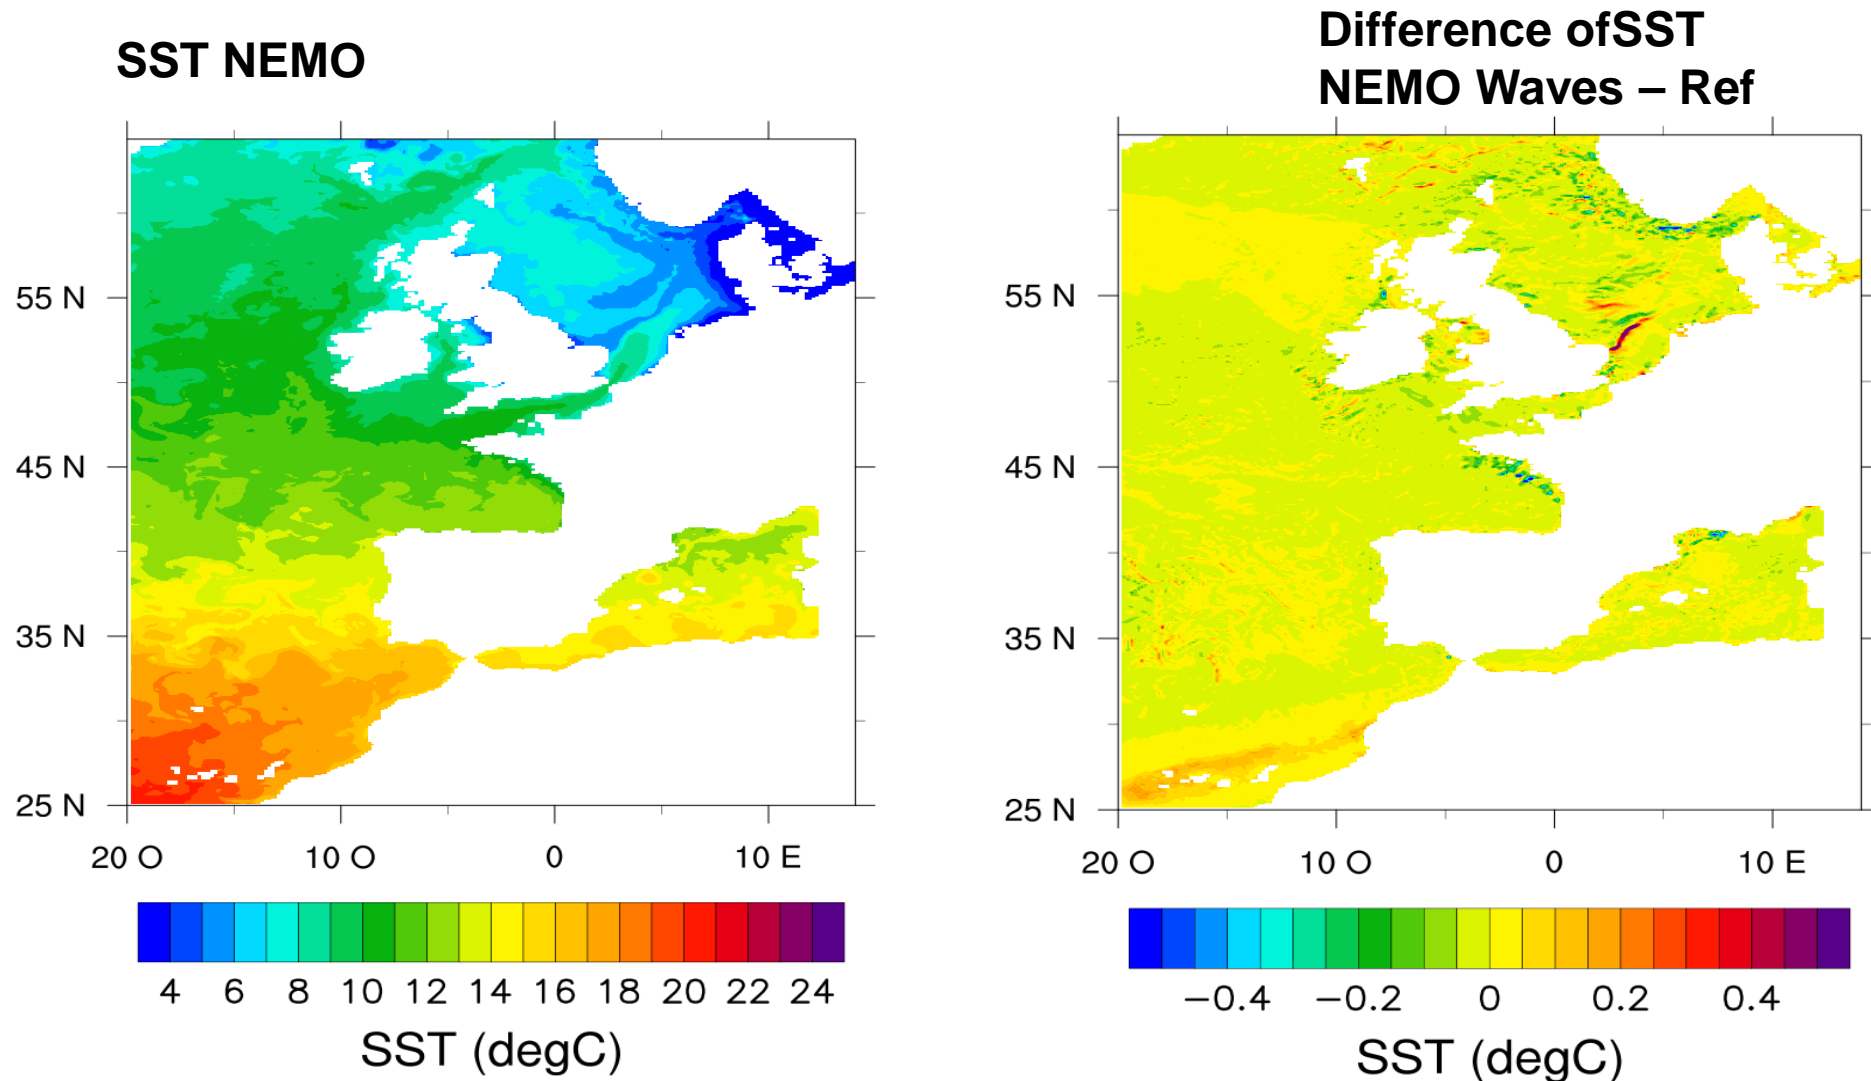 SST NEMO
Difference ofSST
NEMO Waves – Ref
55 N
45 N
35 N
25 N
20 O 10 O 0 10 E
4 6 8 10 12 14 16 18 20 22 24
SST (degC)
55 N
45 N
35 N
25 N
20 O 10 O 0 10 E
−0.4 −0.2 0 0.2 0.4
SST (degC)